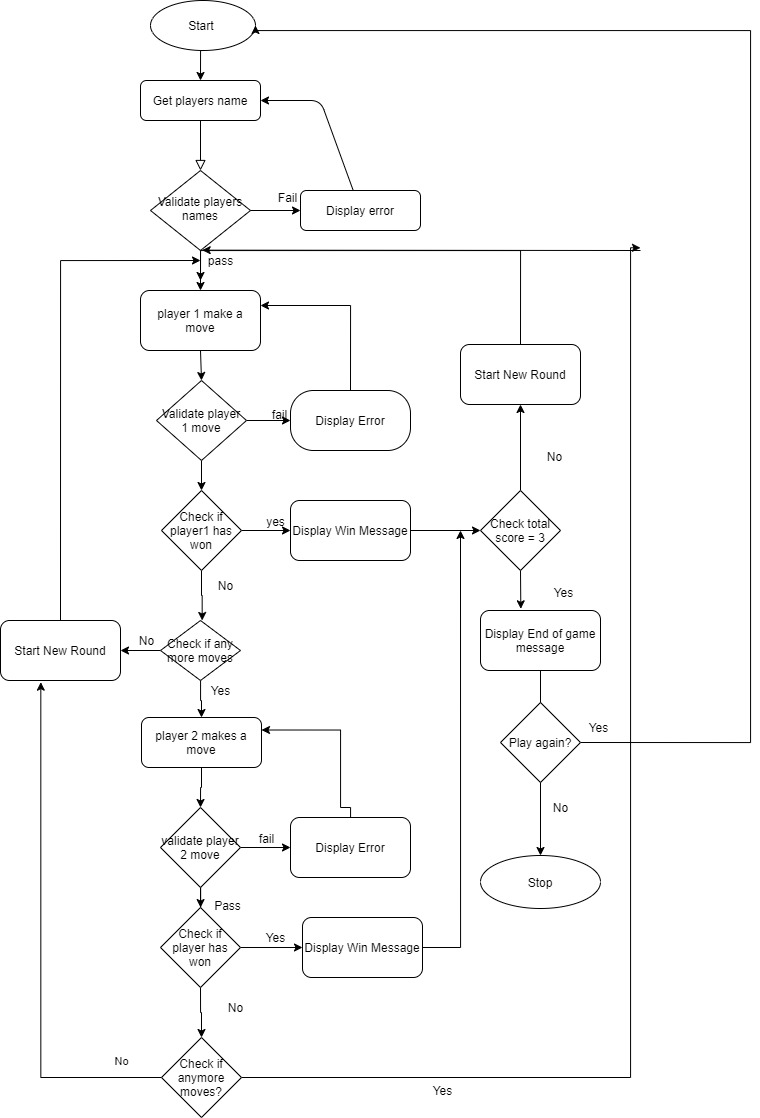 Start
Get players name
Validate players
names
Fail
Display error
pass
player 1 make a
move
Start New Round
Validate player
1 move
fail
Display Error
No
Check if
player1 has
won
yes
Display Win Message
Check total
score = 3
No
Yes
Start New Round
No
Check if any
more moves
Display End of game
message
Yes
player 2 makes a
move
Play again?
Yes
No
validate player
2 move
fail
Display Error
Stop
Pass
Check if
player has
won
Yes
Display Win Message
No
No
Check if
anymore
moves?
Yes